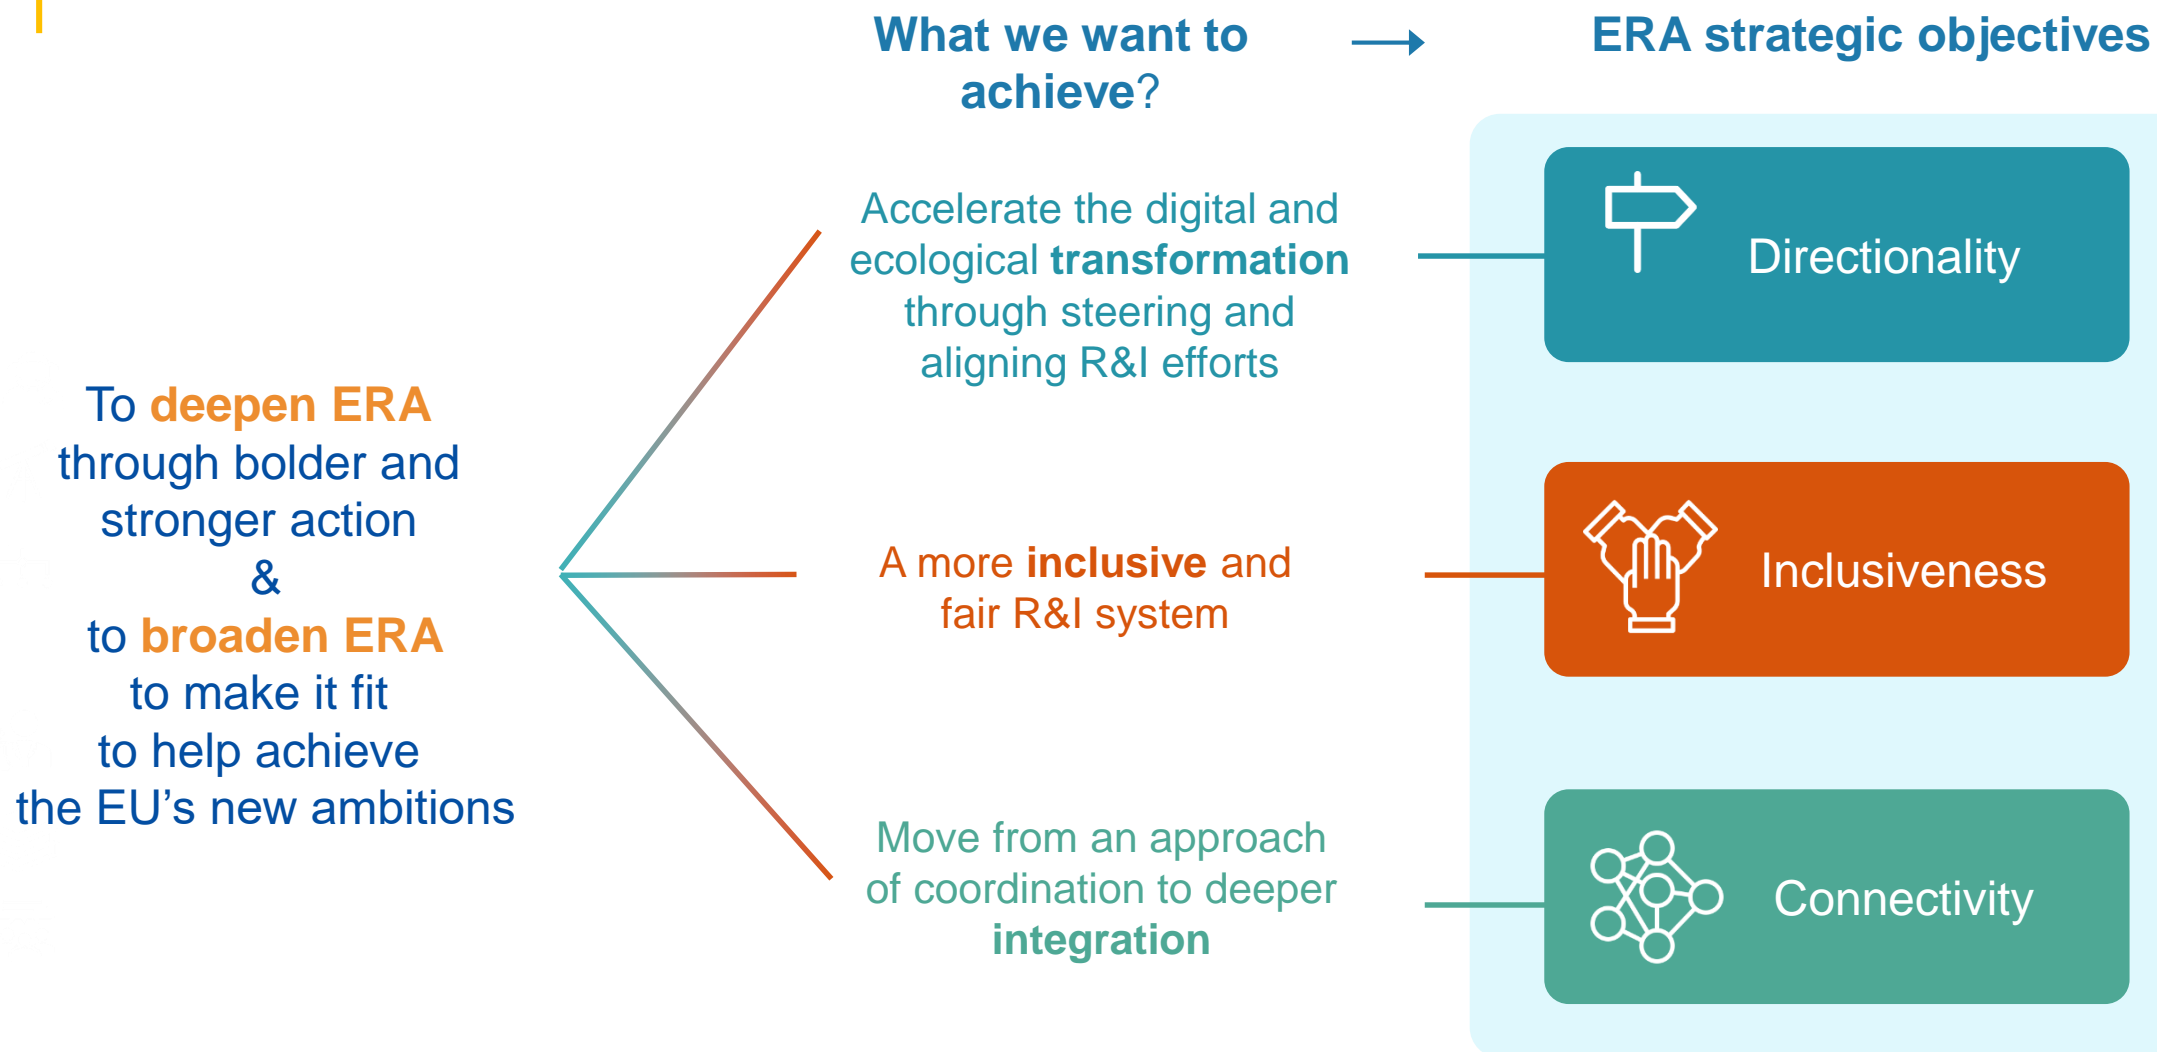 What we want to
achieve?
ERA strategic objectives
To deepen ERA
through bolder and
stronger action
&
to broaden ERA
to make it fit
to help achieve
the EU’s new ambitions
Accelerate the digital and
ecological transformation
through steering and
aligning R&I efforts
Directionality
A more inclusive and
fair R&I system
Inclusiveness
Move from an approach
of coordination to deeper
integration
Connectivity